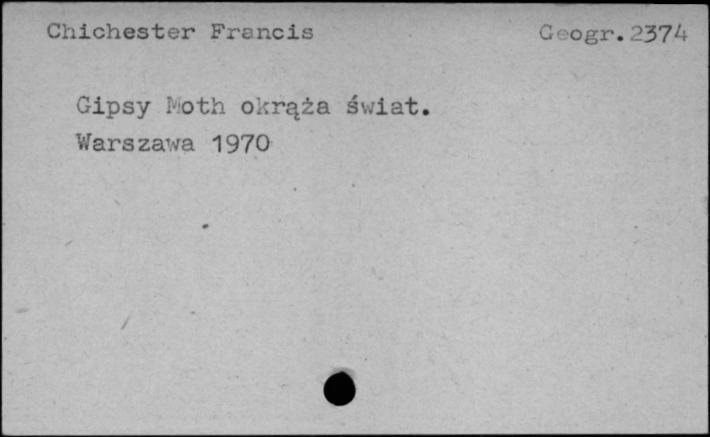 Chichester Francis Geogr. 2374
Gipsy Moth okrąża świat.
Warszawa 1970